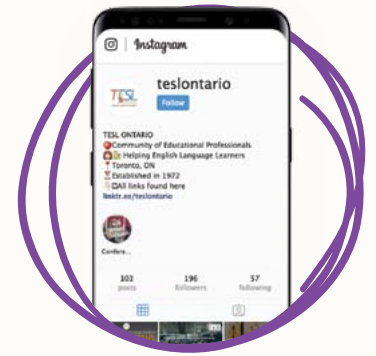 Instagram
TESL
teslontario
Follow
TESL ONTARIO
Community of Educational Professionals
Helping English Language Learners
Toronto, ON
Established in 1972
All links found here
linktr.ee/teslontario
Confere...
103 196 57
posts followers following